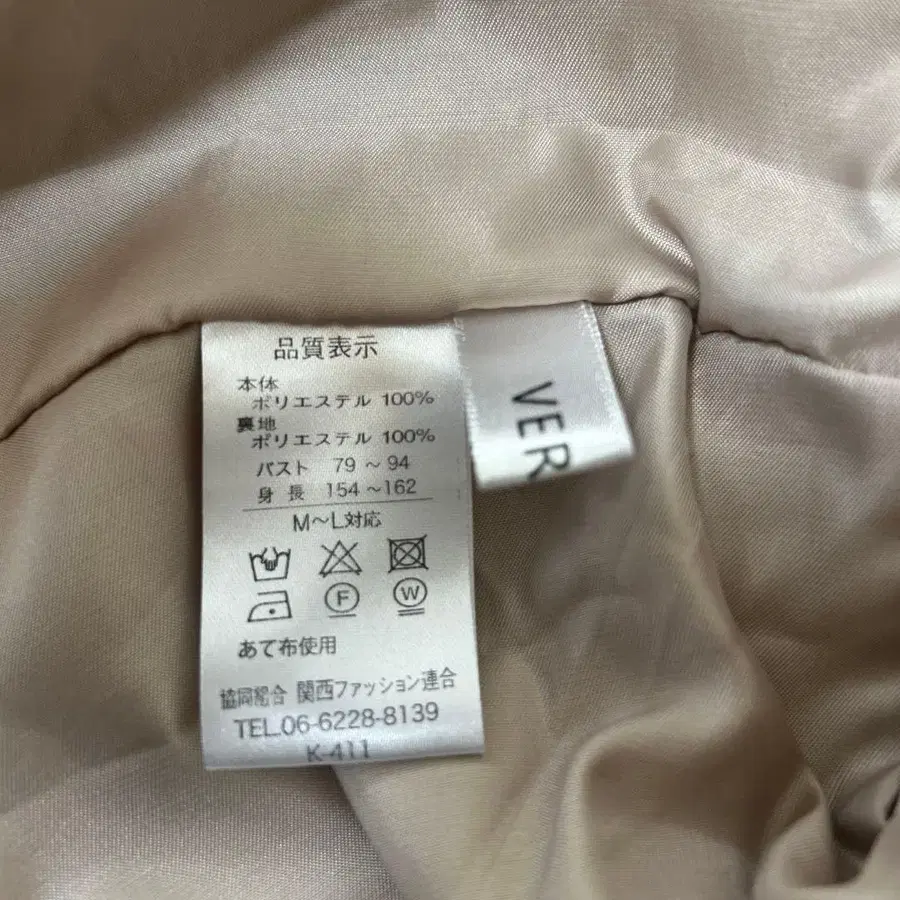 品質表示
本体
ポリエステル 100%
裏地
ポリエステル 100%
バスト 79～94
身長 154～162
M～L対応
F
W
あて布使用
協同組合 関西ファッション連合
TEL.06-6228-8139
K-411
VER